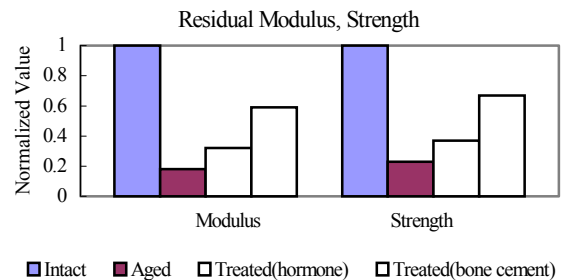 Residual Modulus, Strength
Normalized Value
1
0.8
0.6
0.4
0.2
0
Modulus Strength
Intact Aged Treated(hormone) Treated(bone cement)